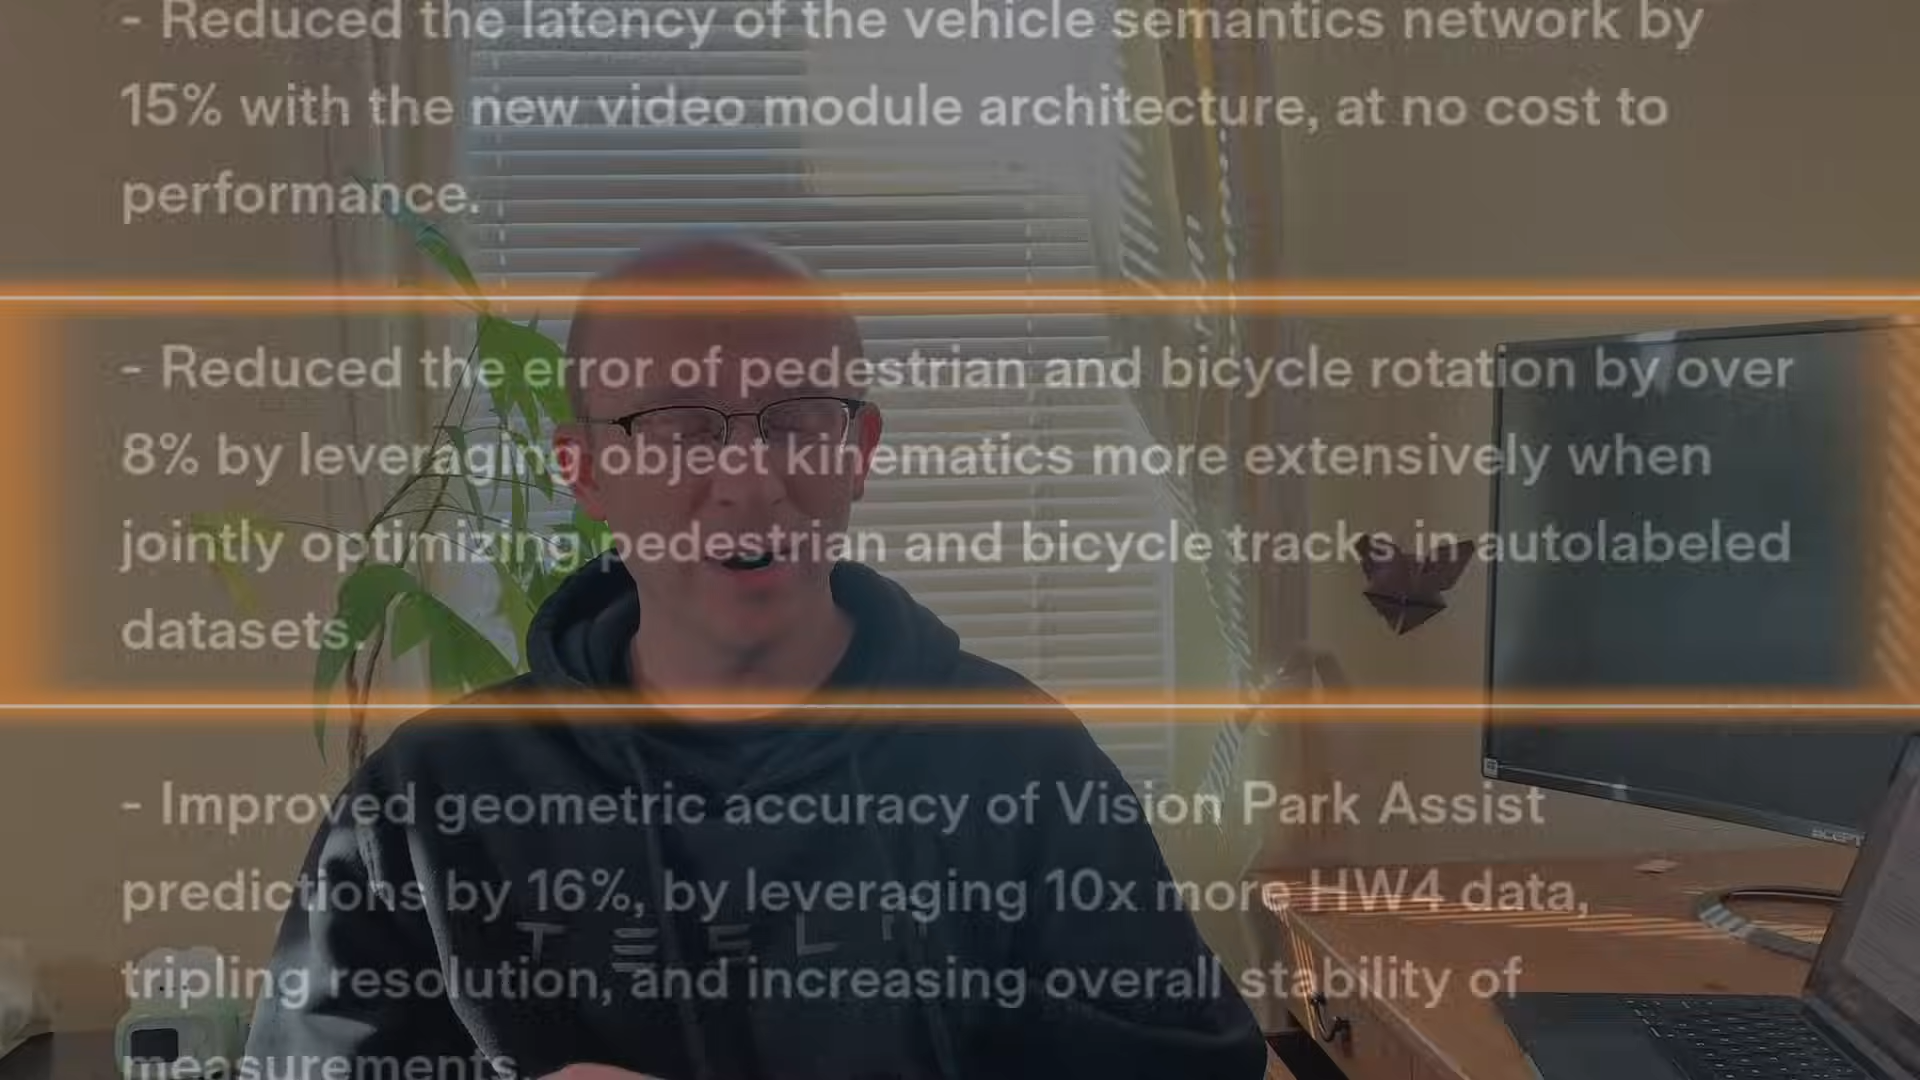 - Reduced the latency of the vehicle semantics network by
15% with the new video module architecture, at no cost to
performance.
- Reduced the error of pedestrian and bicycle rotation by over
8% by leveraging object kinematics more extensively when
jointly optimizing pedestrian and bicycle tracks in autolabeled
datasets.
- Improved geometric accuracy of Vision Park Assist
predictions by 16%, by leveraging 10x more HW4 data,
tripling resolution, and increasing overall stability of
measurements.
TESLA